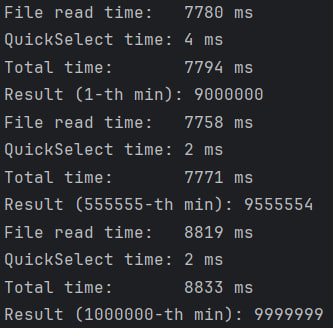 File read time:   7780 ms
QuickSelect time: 4 ms
Total time:       7794 ms
Result (1-th min): 9000000
File read time:   7758 ms
QuickSelect time: 2 ms
Total time:       7771 ms
Result (555555-th min): 9555554
File read time:   8819 ms
QuickSelect time: 2 ms
Total time:       8833 ms
Result (1000000-th min): 9999999